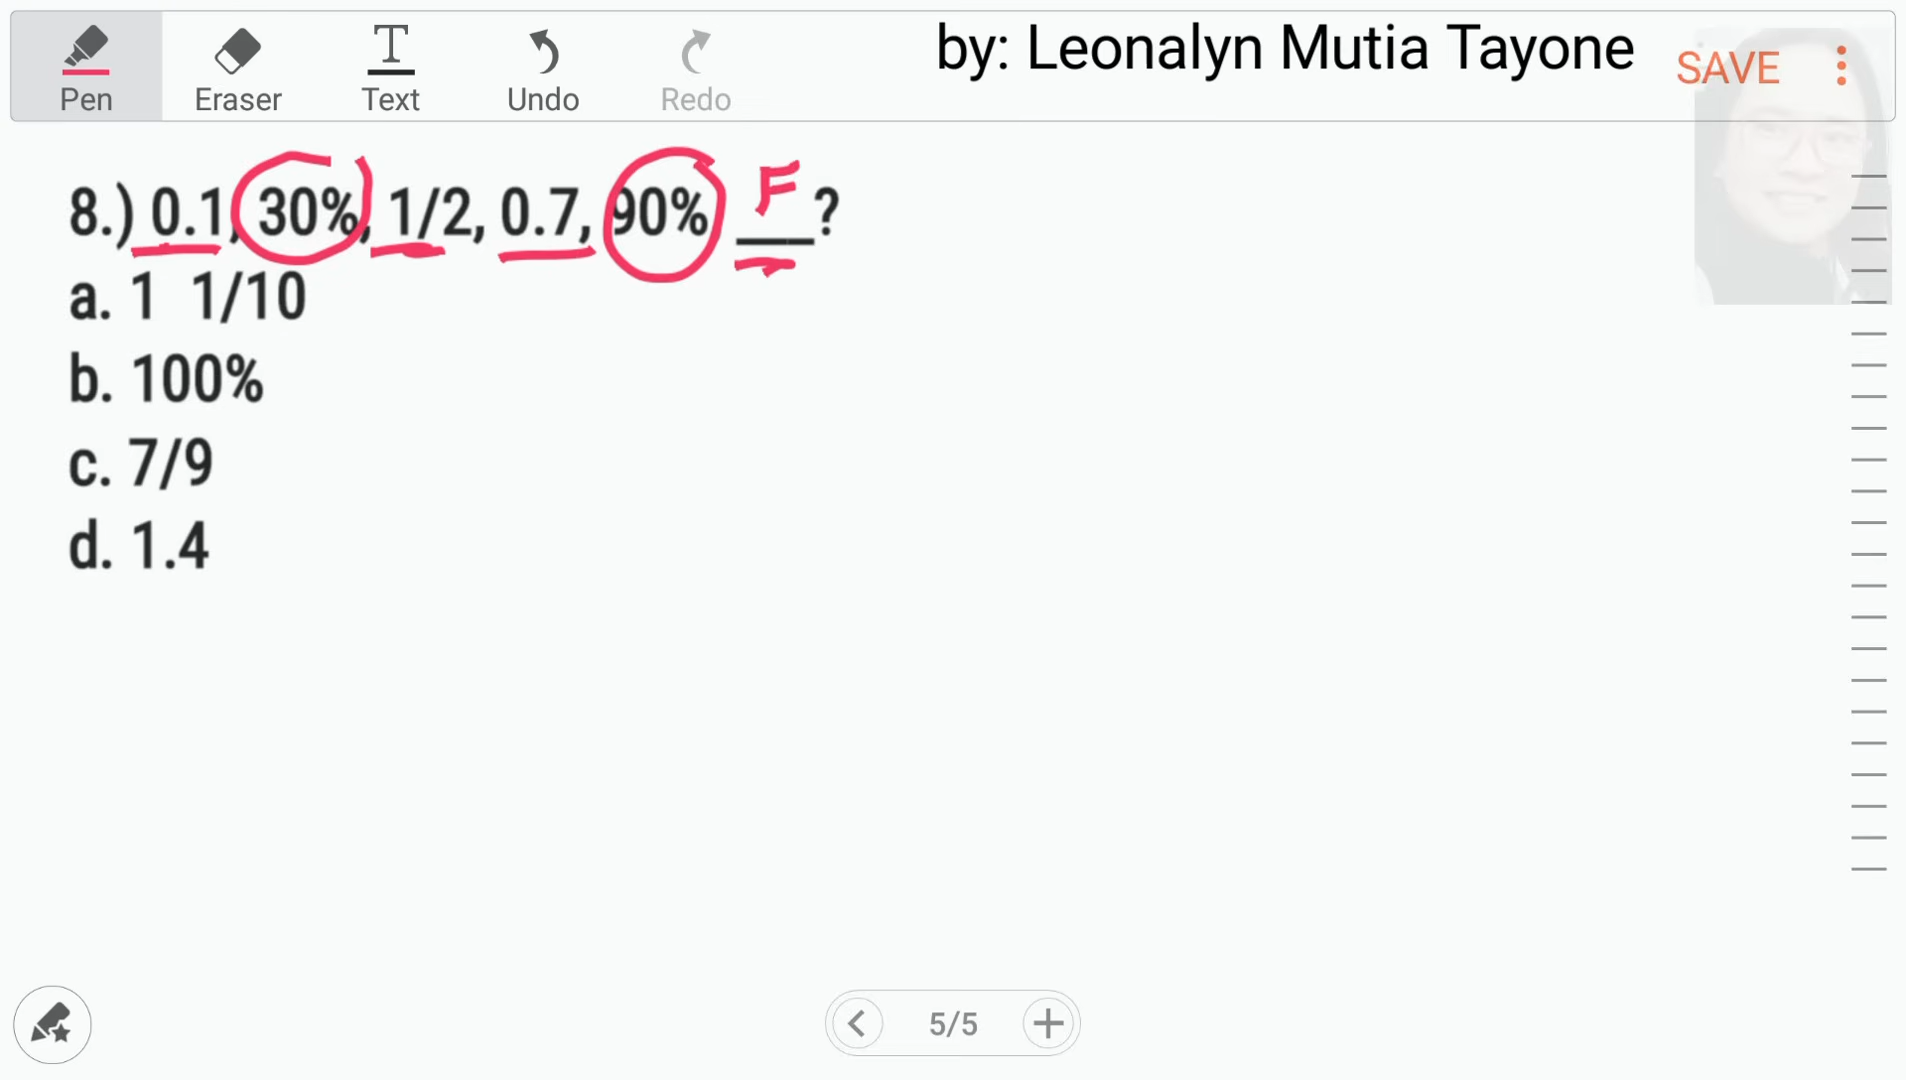 Pen
Eraser
Text
Undo
Redo
by: Leonalyn Mutia Tayone
SAVE
8.) 0.1, 30%, 1/2, 0.7, 90% ___?
F
a. 1 1/10
b. 100%
c. 7/9
d. 1.4
5/5